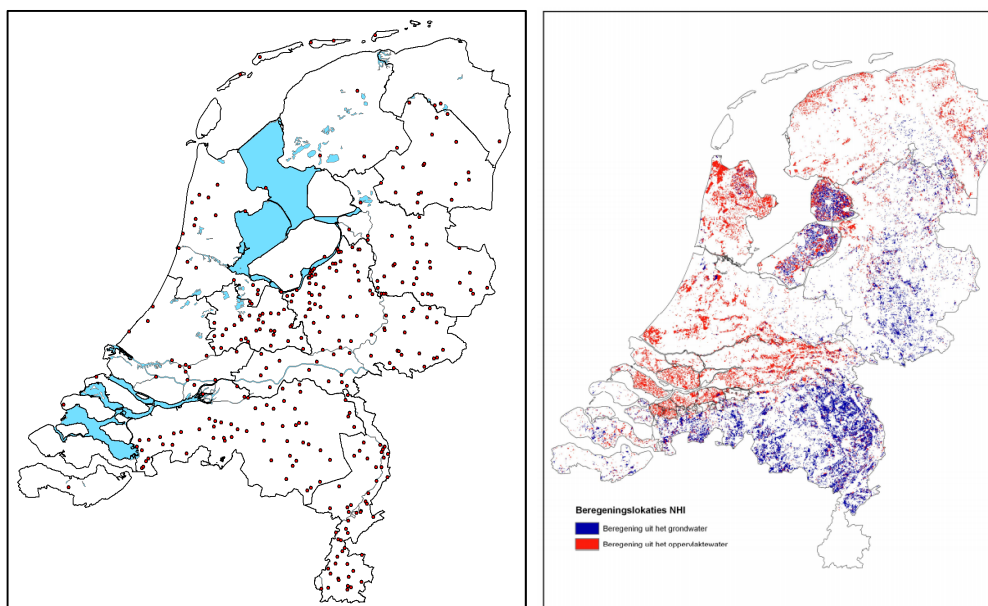 Beregeningslokaties NHI
Beregening uit het grondwater
Beregening uit het oppervlaktewater